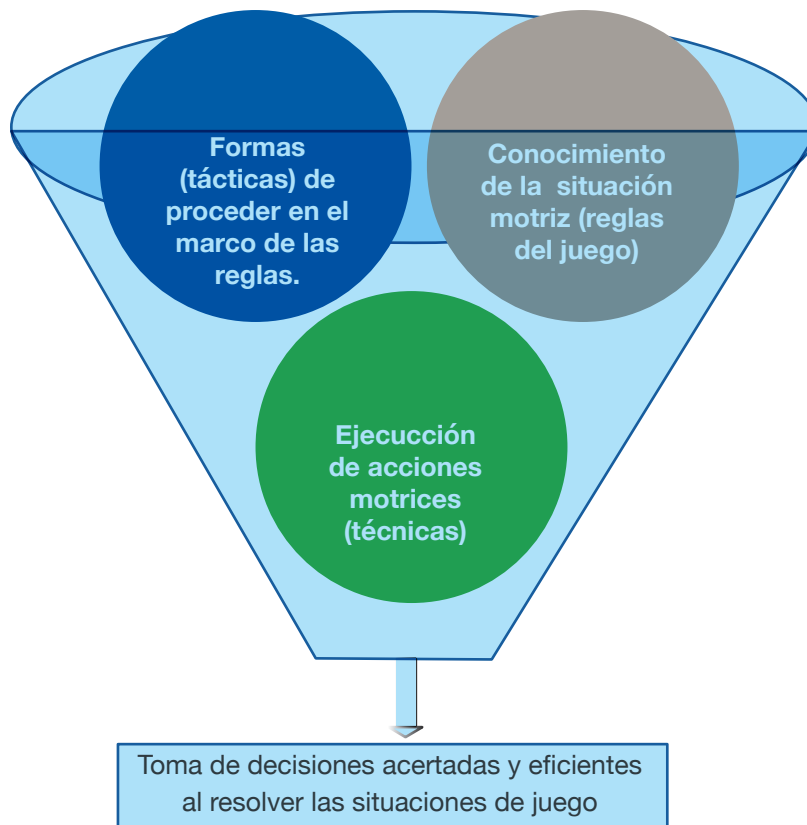 Formas
(tácticas) de
proceder en el
marco de las
reglas.
Conocimiento
de la situación
motriz (reglas
del juego)
Ejecucción
de acciones
motrices
(técnicas)
Toma de decisiones acertadas y eficientes
al resolver las situaciones de juego